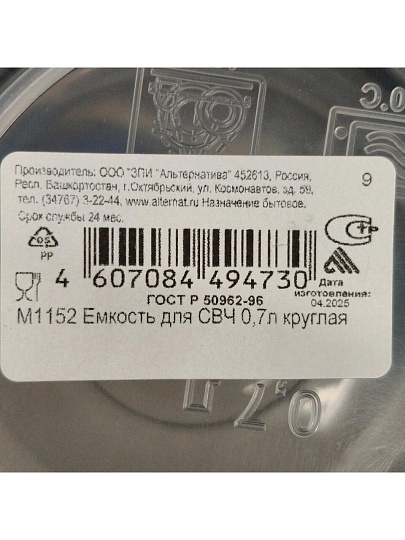 Производитель: ООО "ЗПИ "Альтернатива" 452613, Россия,
Респ. Башкортостан, г.Октябрьский, ул. Космонавтов, зд. 59,
тел. (34767) 3-22-44, www.alternat.ru Назначение бытовое.
Срок службы 24 мес.
9
05
PP
4 607084 494730
Дата
изготовления:
04.2025
ГОСТ Р 50962-96
М1152 Емкость для СВЧ 0,7л круглая
0,7 л